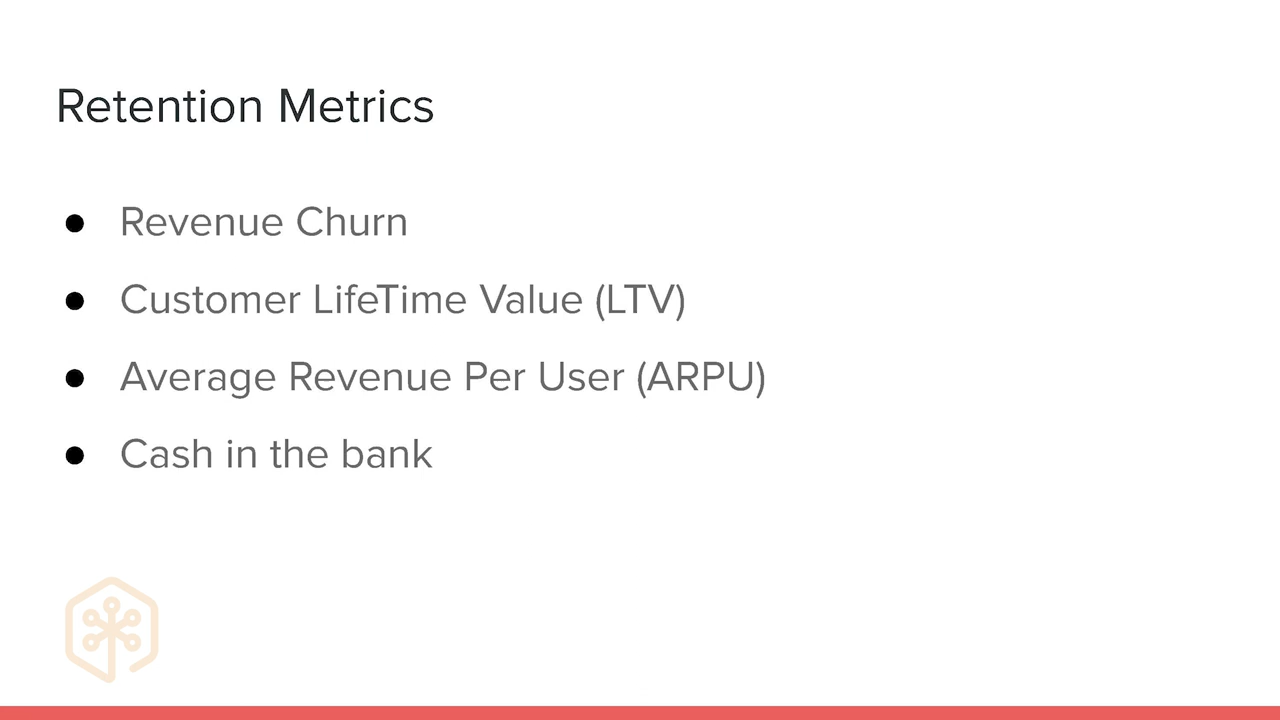 Retention Metrics
● Revenue Churn
● Customer LifeTime Value (LTV)
● Average Revenue Per User (ARPU)
● Cash in the bank